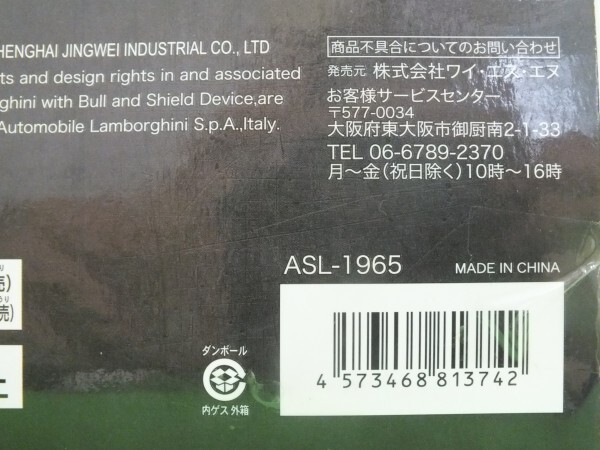 HENGHAI JINGWEI INDUSTRIAL CO., LTD
ts and design rights in and associated
ghini with Bull and Shield Device,are
Automobile Lamborghini S.p.A.,Italy.
商品不具合についてのお問い合わせ
発売元 株式会社ワイ・エス・エヌ
お客様サービスセンター
〒577-0034
大阪府東大阪市御厨南2-1-33
TEL 06-6789-2370
月～金(祝日除く)10時～16時
ASL-1965 MADE IN CHINA
売)
売)
ダンボール
内ゲス 外箱
4 573468 813742